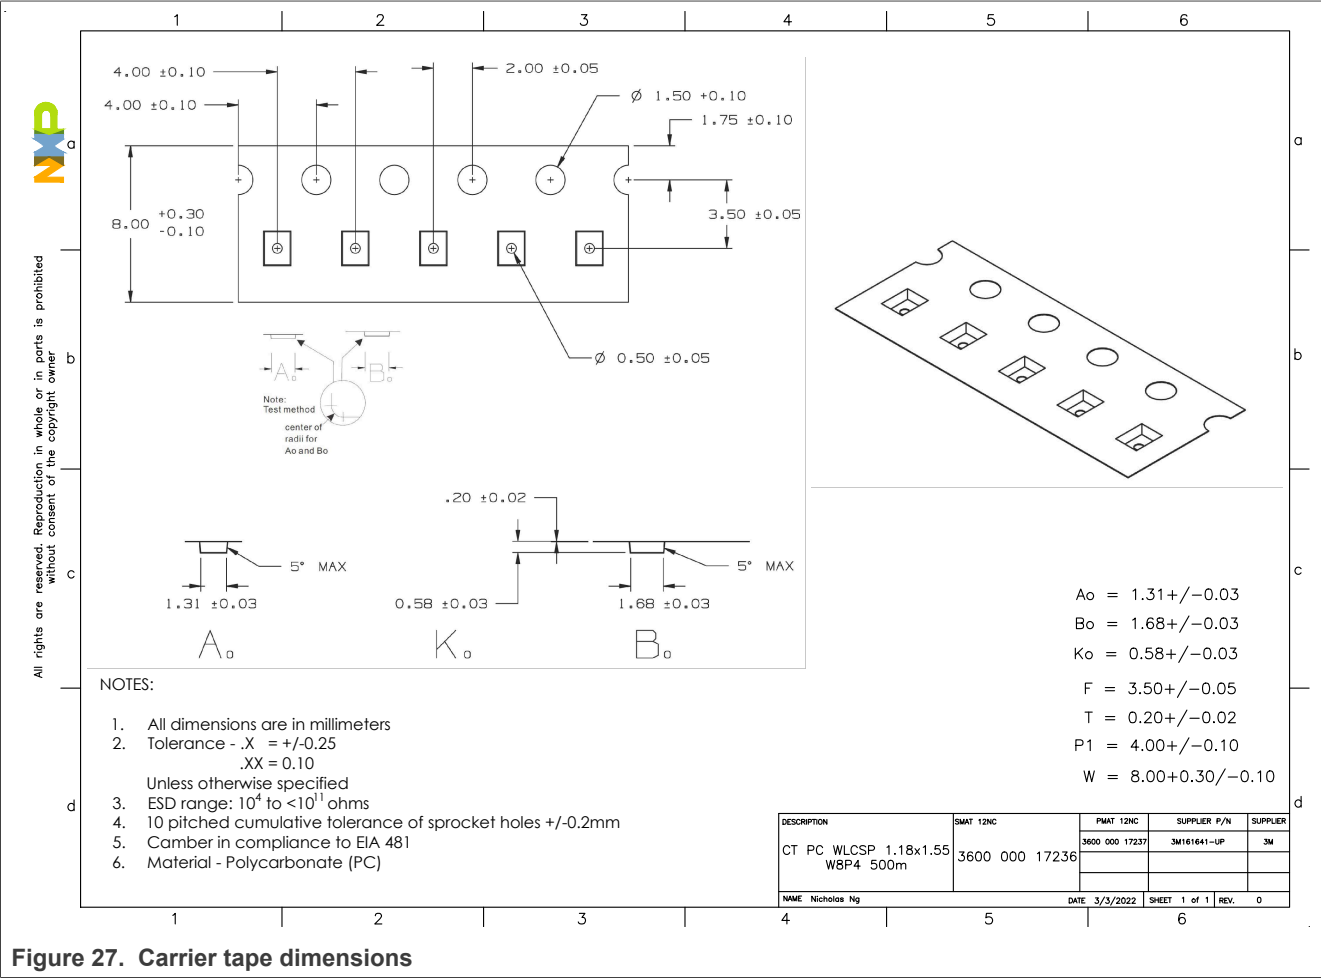 1 2 3 4 5 6
NXP
a
b
c
d
a
b
c
d
All rights are reserved. Reproduction in whole or in parts is prohibited
without consent of the copyright owner
4.00 ±0.10
2.00 ±0.05
4.00 ±0.10
Ø 1.50 +0.10
1.75 ±0.10
8.00 +0.30
-0.10
3.50 ±0.05
Ø 0.50 ±0.05
Ao
Bo
Note:
Test method
center of
radii for
Ao and Bo
.20 ±0.02
5° MAX
5° MAX
1.31 ±0.03
0.58 ±0.03
1.68 ±0.03
Ao
Ko
Bo
Ao = 1.31+/-0.03
Bo = 1.68+/-0.03
Ko = 0.58+/-0.03
F = 3.50+/-0.05
T = 0.20+/-0.02
P1 = 4.00+/-0.10
W = 8.00+0.30/-0.10
NOTES:
1. All dimensions are in millimeters
2. Tolerance - .X = +/-0.25
.XX = 0.10
Unless otherwise specified
3. ESD range: 10^4 to <10^11 ohms
4. 10 pitched cumulative tolerance of sprocket holes +/-0.2mm
5. Camber in compliance to EIA 481
6. Material - Polycarbonate (PC)
DESCRIPTION SMAT 12NC PMAT 12NC SUPPLIER P/N SUPPLIER
CT PC WLCSP 1.18x1.55
W8P4 500m
3600 000 17236
3600 000 17237 3M161641-UP 3M
NAME Nicholas Ng DATE 3/3/2022 SHEET 1 of 1 REV. 0
1 2 3 4 5 6
Figure 27. Carrier tape dimensions